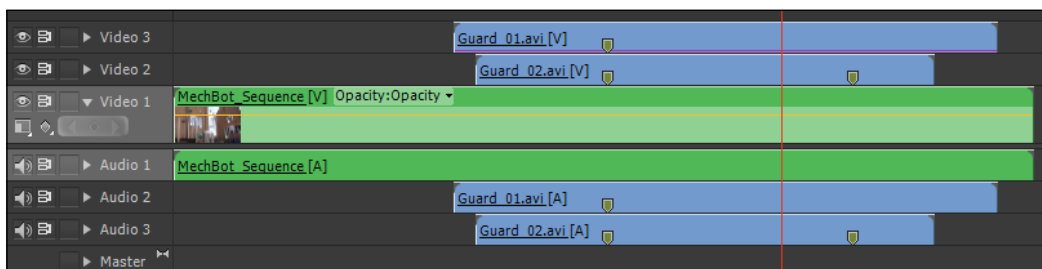 Video 3 Guard_01.avi [V]
Video 2 Guard_02.avi [V]
Video 1 MechBot_Sequence [V] Opacity:Opacity
Audio 1 MechBot_Sequence [A]
Audio 2 Guard_01.avi [A]
Audio 3 Guard_02.avi [A]
Master